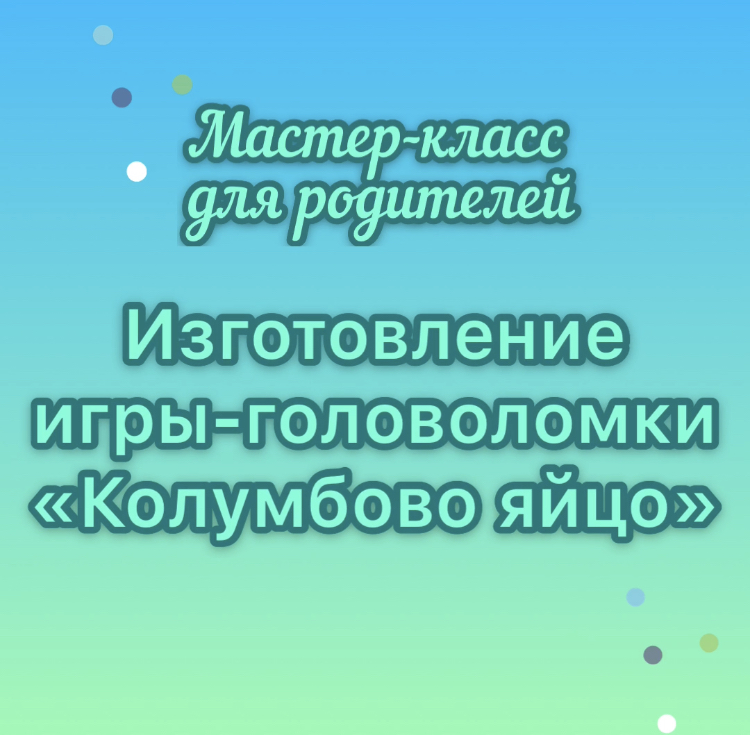 Мастер-класс
для родителей
Изготовление
игры-головоломки
«Колумбово яйцо»